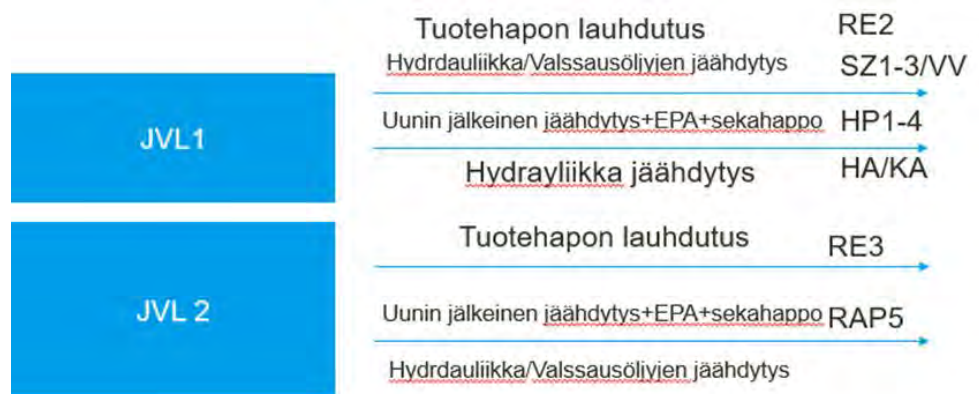 Tuotehapon lauhdutus RE2
Hydrdauliikka/Valssausöljyjen jäähdytys SZ1-3/VV
JVL1
Uunin jälkeinen jäähdytys+EPA+sekahappo HP1-4
Hydrayliikka jäähdytys HA/KA
Tuotehapon lauhdutus RE3
JVL 2
Uunin jälkeinen jäähdytys+EPA+sekahappo RAP5
Hydrdauliikka/Valssausöljyjen jäähdytys